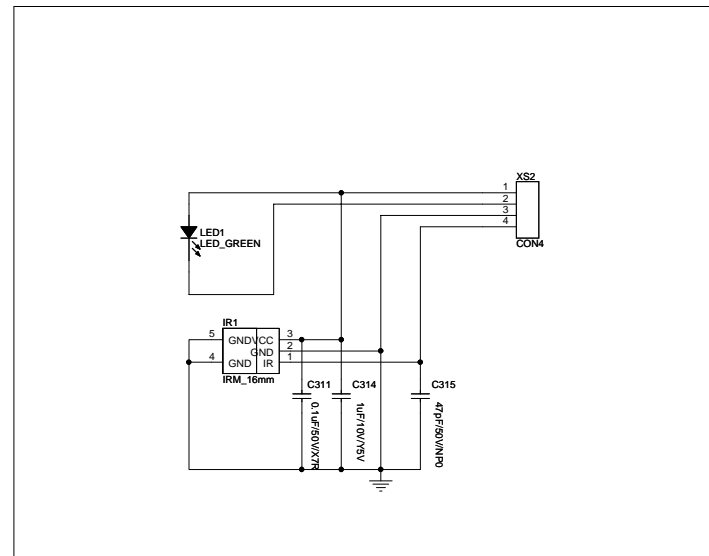 XS2
1
2
3
4
CON4
LED1
LED_GREEN
IR1
5 GNDVCC 3
GND 2
4 GND IR 1
IRM_16mm
C311
0.1uF/50V/X7R
C314
1uF/10V/Y5V
C315
47pF/50V/NP0